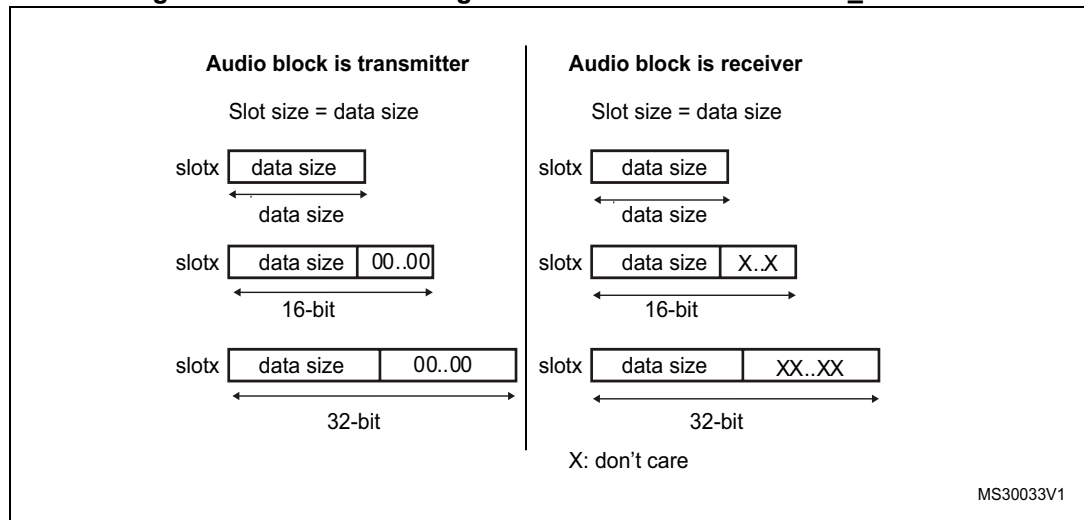 Audio block is transmitter
Slot size = data size
slotx data size
data size
slotx data size 00..00
16-bit
slotx data size 00..00
32-bit
Audio block is receiver
Slot size = data size
slotx data size
data size
slotx data size X..X
16-bit
slotx data size XX..XX
32-bit
X: don't care
MS30033V1